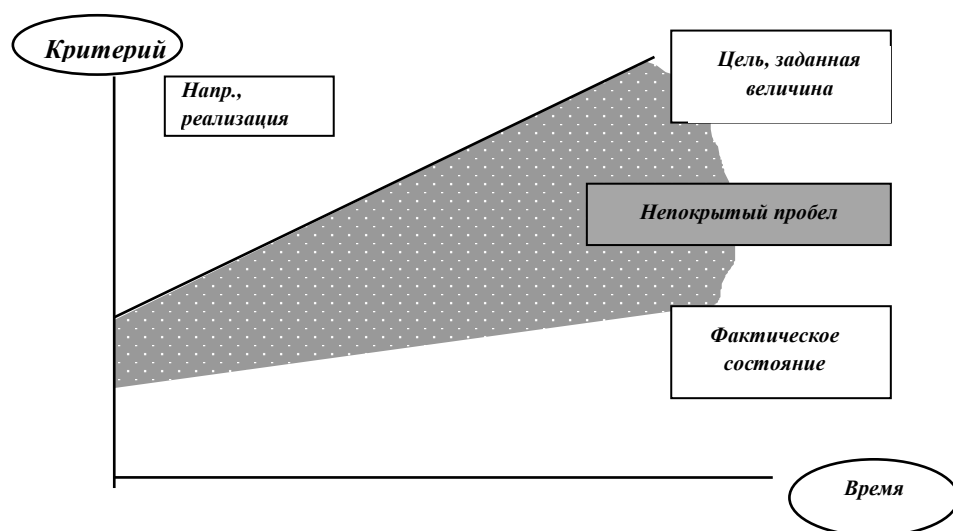 Критерий
Напр.,
реализация
Цель, заданная
величина
Непокрытый пробел
Фактическое
состояние
Время